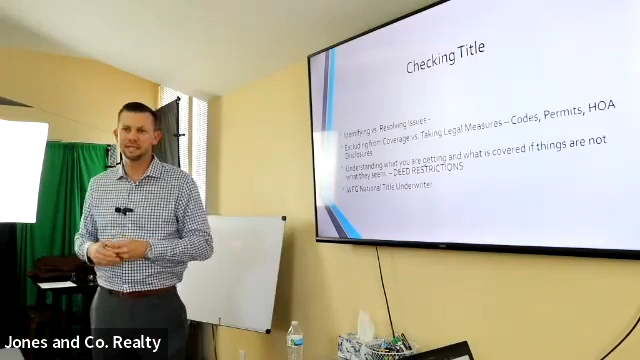 Checking Title
Identifying vs. Resolving Issues -
Excluding from Coverage vs. Taking Legal Measures – Codes, Permits, HOA
Disclosures
Understanding what you are getting and what is covered if things are not
what they seem. – DEED RESTRICTIONS
WFG National Title Underwriter
Jones and Co. Realty